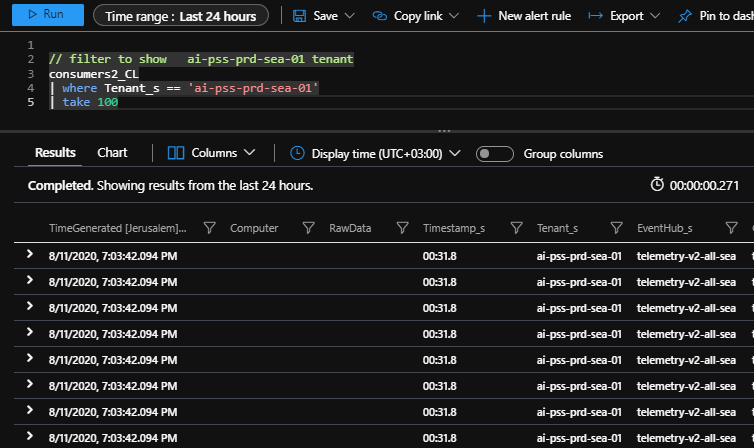 Run Time range : Last 24 hours Save Copy link New alert rule Export Pin to dash
1
2 // filter to show ai-pss-prd-sea-01 tenant
3 consumers2_CL
4 | where Tenant_s == 'ai-pss-prd-sea-01'
5 | take 100
Results Chart Columns Display time (UTC+03:00) Group columns
Completed. Showing results from the last 24 hours. 00:00:00.271
TimeGenerated [Jerusalem]... Computer RawData Timestamp_s Tenant_s EventHub_s
8/11/2020, 7:03:42.094 PM 00:31.8 ai-pss-prd-sea-01 telemetry-v2-all-sea
8/11/2020, 7:03:42.094 PM 00:31.8 ai-pss-prd-sea-01 telemetry-v2-all-sea
8/11/2020, 7:03:42.094 PM 00:31.8 ai-pss-prd-sea-01 telemetry-v2-all-sea
8/11/2020, 7:03:42.094 PM 00:31.8 ai-pss-prd-sea-01 telemetry-v2-all-sea
8/11/2020, 7:03:42.094 PM 00:31.8 ai-pss-prd-sea-01 telemetry-v2-all-sea
8/11/2020, 7:03:42.094 PM 00:31.8 ai-pss-prd-sea-01 telemetry-v2-all-sea
8/11/2020, 7:03:42.094 PM 00:31.8 ai-pss-prd-sea-01 telemetry-v2-all-sea
8/11/2020, 7:03:42.094 PM 00:31.8 ai-pss-prd-sea-01 telemetry-v2-all-sea